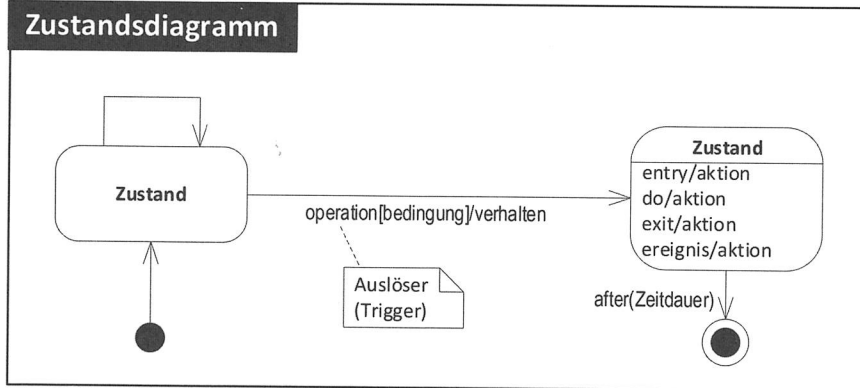 Zustandsdiagramm
Zustand
operation[bedingung]/verhalten
Auslöser
(Trigger)
Zustand
entry/aktion
do/aktion
exit/aktion
ereignis/aktion
after(Zeitdauer)